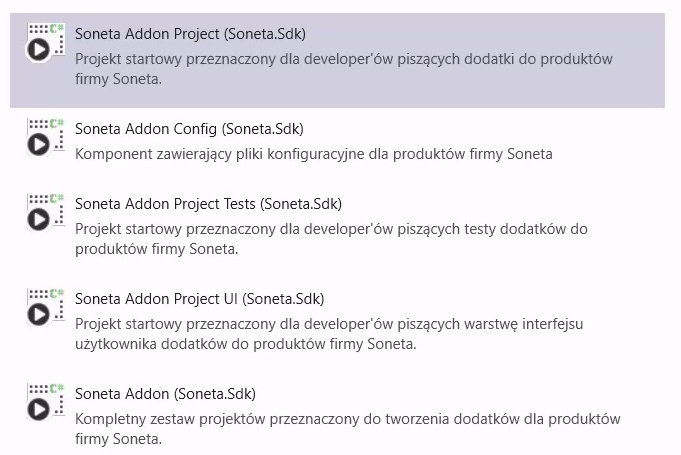 C#
Soneta Addon Project (Soneta.Sdk)
Projekt startowy przeznaczony dla developer'ów piszących dodatki do produktów
firmy Soneta.
C#
Soneta Addon Config (Soneta.Sdk)
Komponent zawierający pliki konfiguracyjne dla produktów firmy Soneta
C#
Soneta Addon Project Tests (Soneta.Sdk)
Projekt startowy przeznaczony dla developer'ów piszących testy dodatków do
produktów firmy Soneta.
C#
Soneta Addon Project UI (Soneta.Sdk)
Projekt startowy przeznaczony dla developer'ów piszących warstwę interfejsu
użytkownika dodatków do produktów firmy Soneta.
C#
Soneta Addon (Soneta.Sdk)
Kompletny zestaw projektów przeznaczony do tworzenia dodatków dla produktów
firmy Soneta.